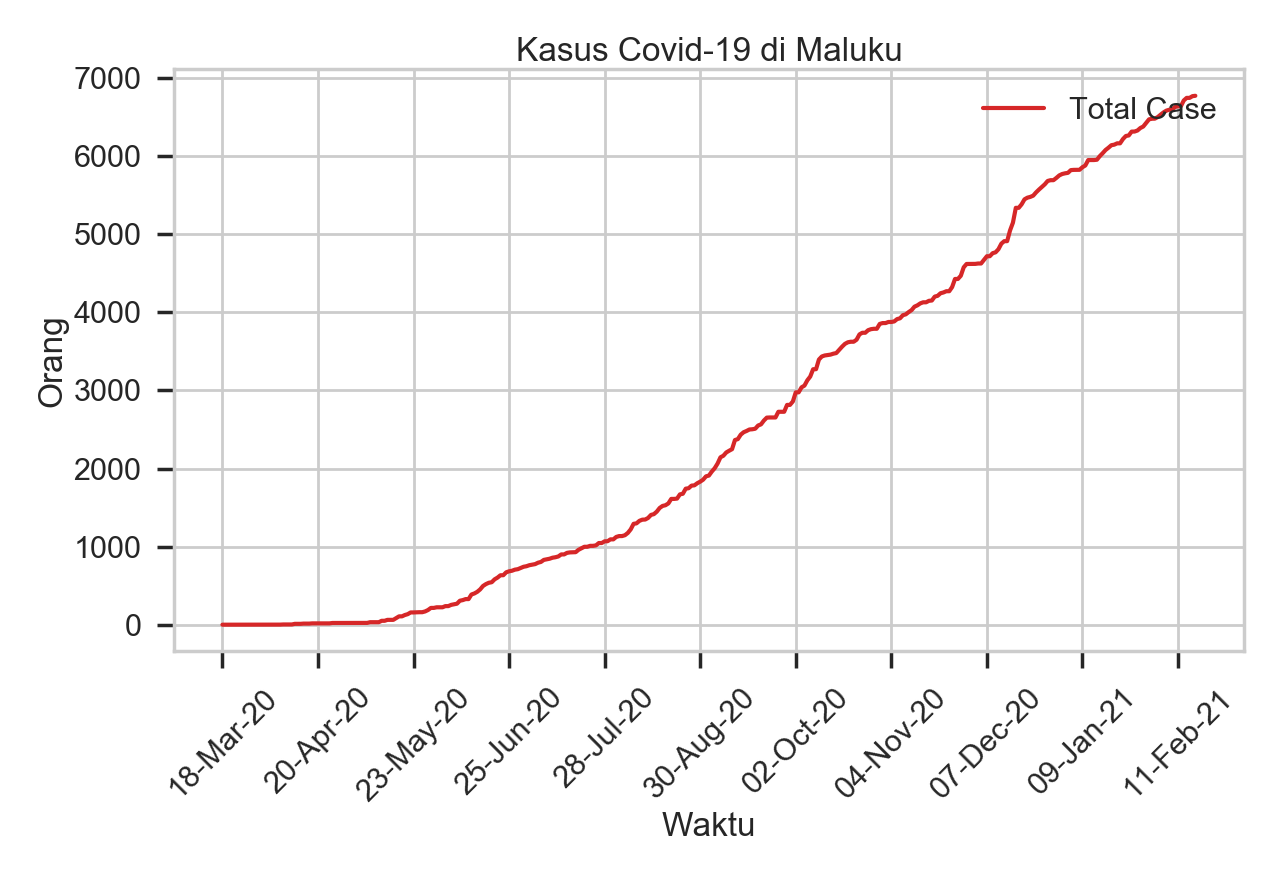 Kasus Covid-19 di Maluku
7000
6000
5000
4000
3000
2000
1000
0
Orang
Total Case
18-Mar-20
20-Apr-20
23-May-20
25-Jun-20
28-Jul-20
30-Aug-20
02-Oct-20
04-Nov-20
07-Dec-20
09-Jan-21
11-Feb-21
Waktu